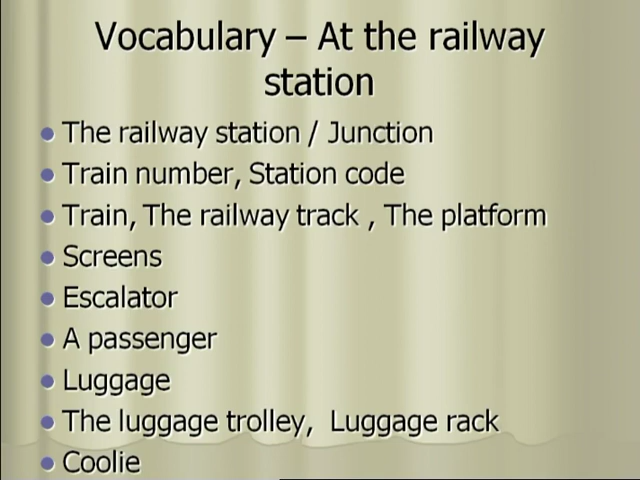 Vocabulary – At the railway
station
The railway station / Junction
Train number, Station code
Train, The railway track , The platform
Screens
Escalator
A passenger
Luggage
The luggage trolley,  Luggage rack
Coolie